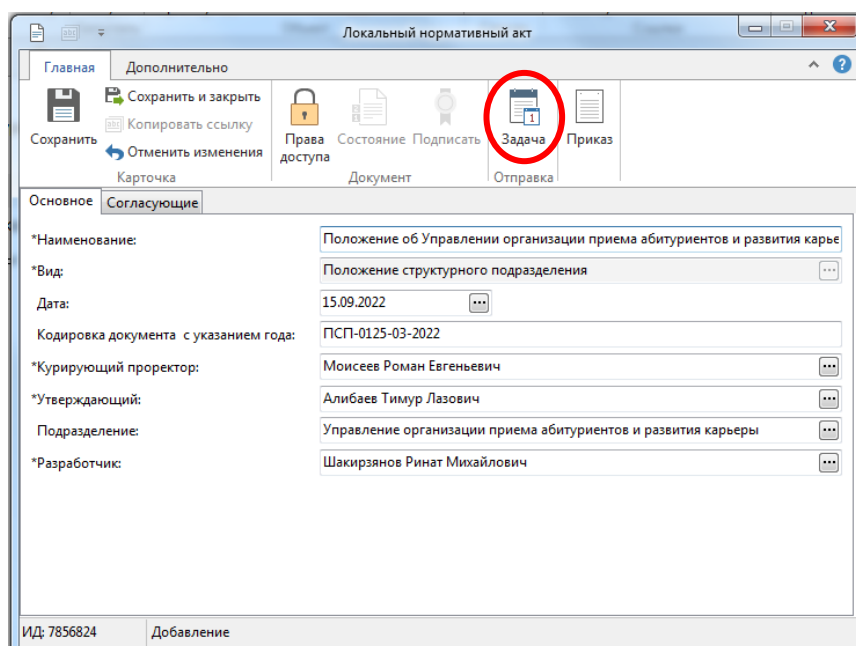 Локальный нормативный акт
Главная Дополнительно
Сохранить
Сохранить и закрыть
Копировать ссылку
Отменить изменения
Права доступа
Состояние Подписать
Задача
Приказ
Карточка Документ Отправка
Основное Согласующие
*Наименование: Положение об Управлении организации приема абитуриентов и развития карье
*Вид: Положение структурного подразделения
Дата: 15.09.2022
Кодировка документа с указанием года: ПСП-0125-03-2022
*Курирующий проректор: Моисеев Роман Евгеньевич
*Утверждающий: Алибаев Тимур Лазович
Подразделение: Управление организации приема абитуриентов и развития карьеры
*Разработчик: Шакирзянов Ринат Михайлович
ИД: 7856824 Добавление